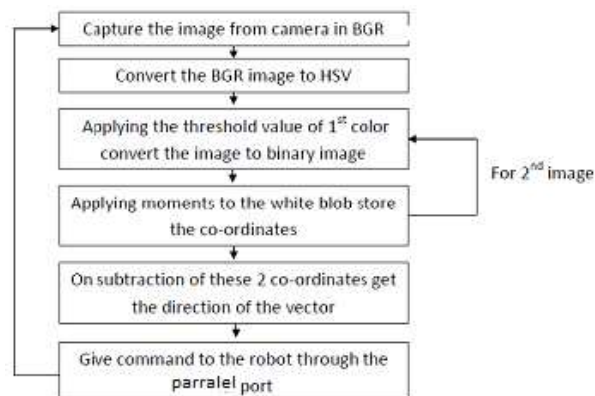 Capture the image from camera in BGR
Convert the BGR image to HSV
Applying the threshold value of 1st color
convert the image to binary image
For 2nd image
Applying moments to the white blob store
the co-ordinates
On subtraction of these 2 co-ordinates get
the direction of the vector
Give command to the robot through the
parralel port